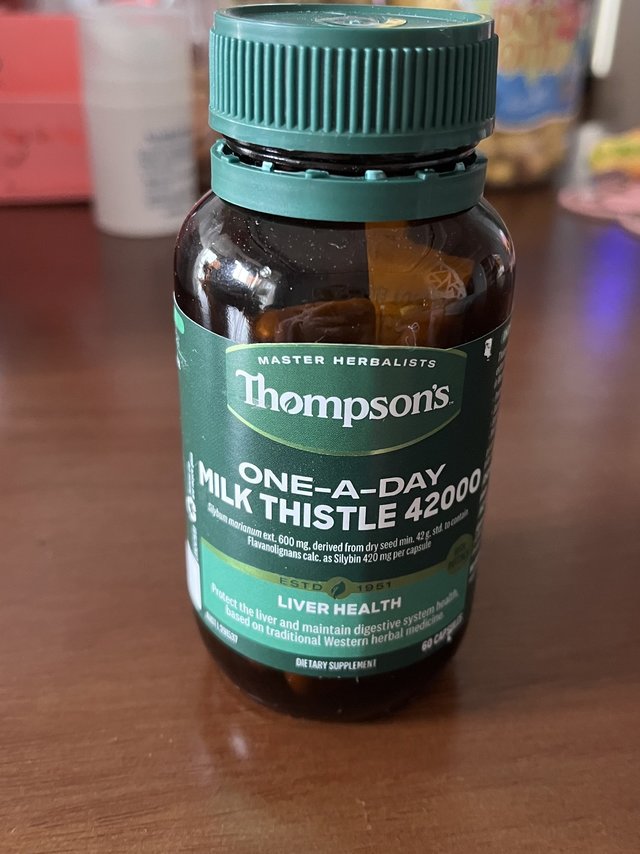 MASTER HERBALISTS
Thompson's
ONE-A-DAY
MILK THISTLE 42000
Silybum marianum ext. 600 mg, derived from dry seed min. 42 g. std. to contain
Flavanolignans calc. as Silybin 420 mg per capsule
ESTD 1951
LIVER HEALTH
Protect the liver and maintain digestive system health,
based on traditional Western herbal medicine.
60 CAPSULES
DIETARY SUPPLEMENT